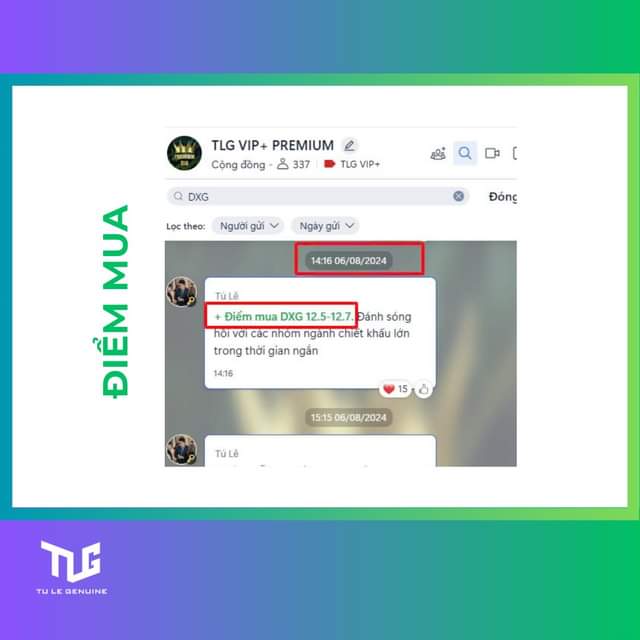 ĐIỂM MUA
TLG VIP+ PREMIUM
Cộng đồng - 337 TLG VIP+
DXG
Đóng
Lọc theo: Người gửi Ngày gửi
14:16 06/08/2024
Tú Lê
+ Điểm mua DXG 12.5-12.7. Đánh sóng
hồi với các nhóm ngành chiết khấu lớn
trong thời gian ngắn
14:16
15
15:15 06/08/2024
Tú Lê
TLG
TU LE GENUINE